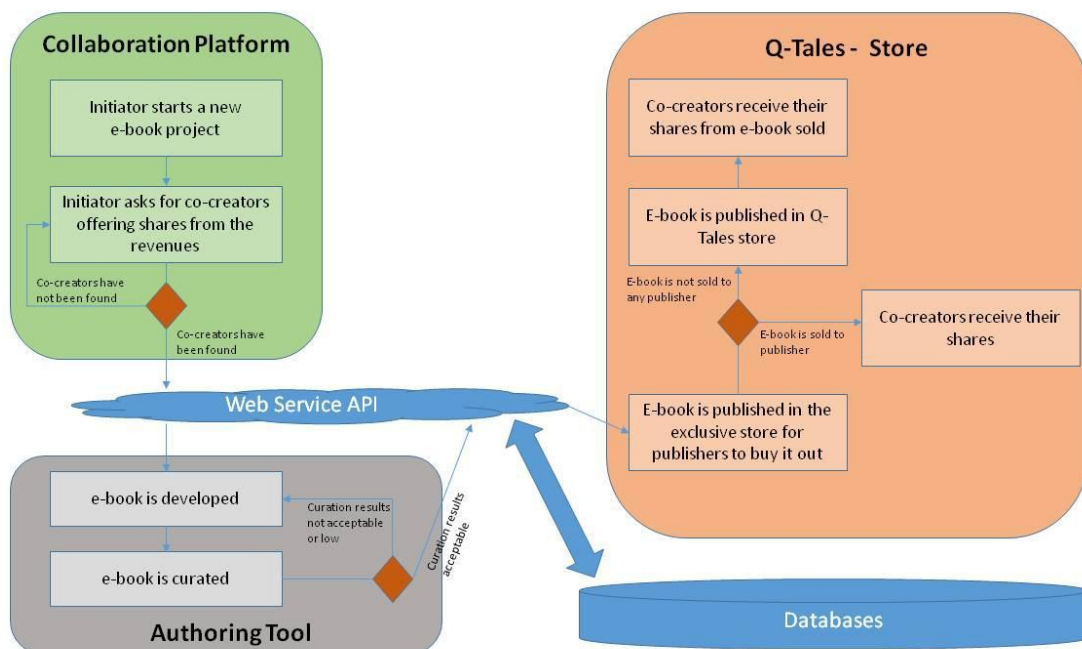 Collaboration Platform
Initiator starts a new
e-book project
Initiator asks for co-creators
offering shares from the
revenues
Co-creators have
not been found
Co-creators have
been found
Web Service API
e-book is developed
Curation results
not acceptable
or low
Curation results
acceptable
e-book is curated
Authoring Tool
Q-Tales - Store
Co-creators receive their
shares from e-book sold
E-book is published in Q-
Tales store
E-book is not sold to
any publisher
E-book is sold to
publisher
Co-creators receive their
shares
E-book is published in the
exclusive store for
publishers to buy it out
Databases